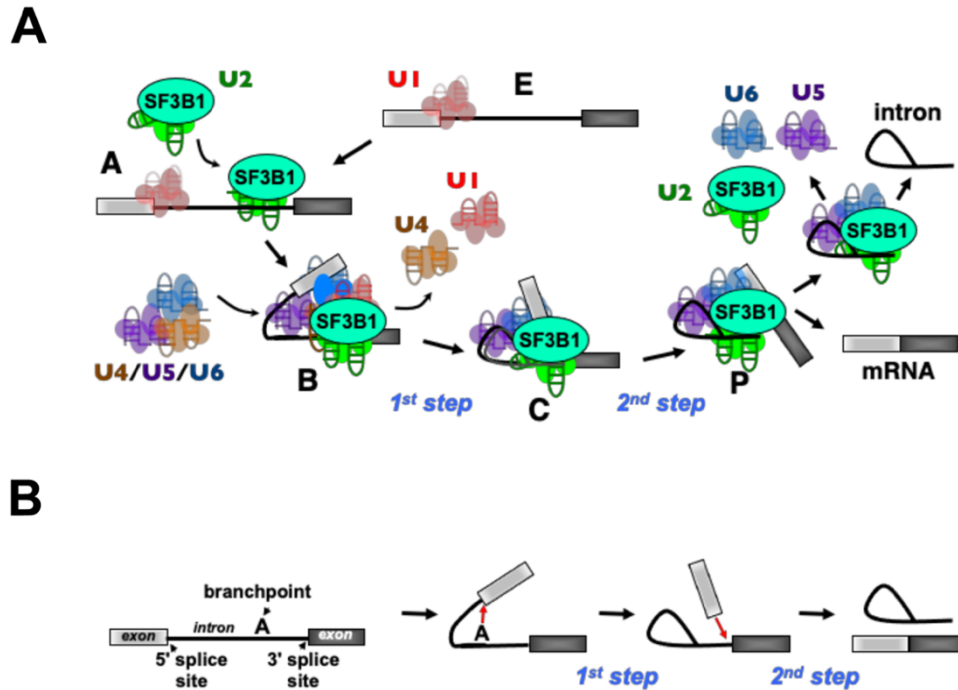 A
SF3B1
U2
U1
E
A
SF3B1
U1
U4
U4/U5/U6
SF3B1
B
1st step
SF3B1
C
2nd step
U6
U5
intron
U2
SF3B1
SF3B1
SF3B1
P
mRNA
B
branchpoint
A
exon
intron
exon
5' splice
site
3' splice
site
A
1st step
2nd step